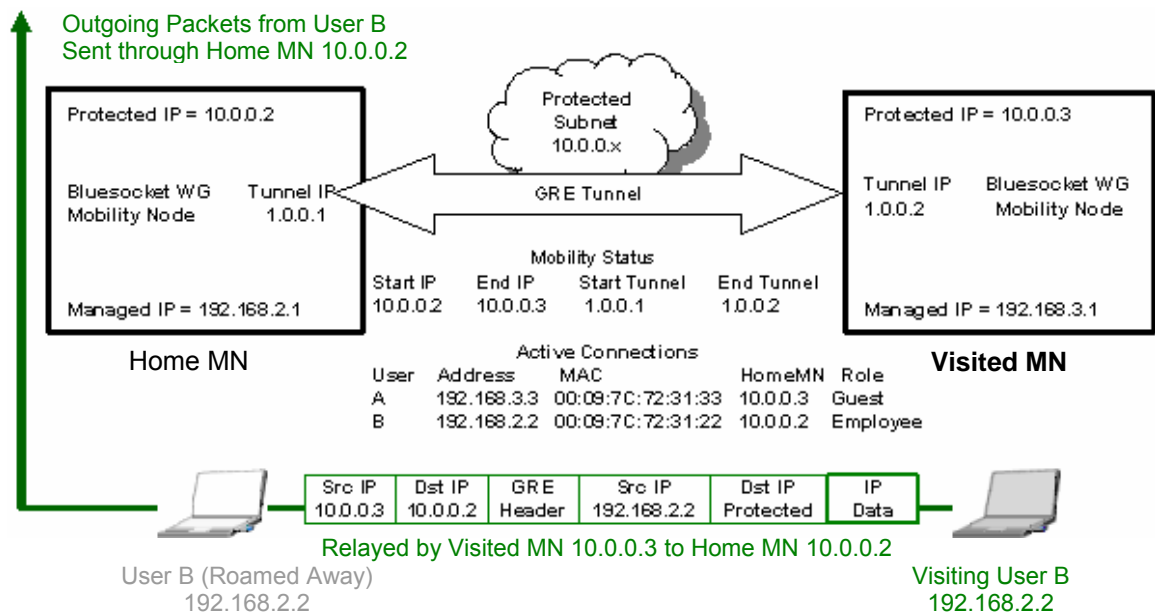 Outgoing Packets from User B
Sent through Home MN 10.0.0.2
Protected
Subnet
10.0.0.x
Protected IP = 10.0.0.2
Bluesocket WG Tunnel IP
Mobility Node 1.0.0.1
Managed IP = 192.168.2.1
Home MN
GRE Tunnel
Protected IP = 10.0.0.3
Tunnel IP Bluesocket WG
1.0.0.2 Mobility Node
Managed IP = 192.168.3.1
Visited MN
Mobility Status
Start IP End IP Start Tunnel End Tunnel
10.0.0.2 10.0.0.3 1.0.0.1 1.0.0.2
Active Connections
User Address MAC HomeMN Role
A 192.168.3.3 00:09:7C:72:31:33 10.0.0.3 Guest
B 192.168.2.2 00:09:7C:72:31:22 10.0.0.2 Employee
Src IP Dst IP GRE Src IP Dst IP IP
10.0.0.3 10.0.0.2 Header 192.168.2.2 Protected Data
Relayed by Visited MN 10.0.0.3 to Home MN 10.0.0.2
User B (Roamed Away)
192.168.2.2
Visiting User B
192.168.2.2